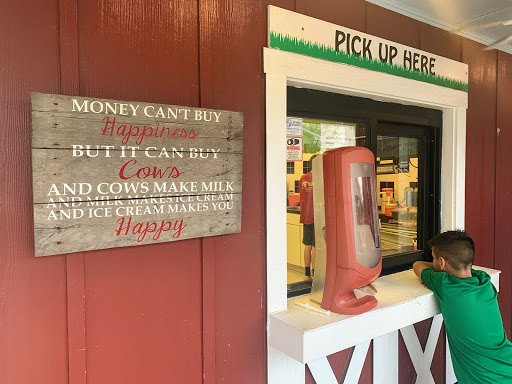 PICK UP HERE
MONEY CAN'T BUY
Happiness
BUT IT CAN BUY
Cows
AND COWS MAKE MILK
AND MILK MAKES ICE CREAM
AND ICE CREAM MAKES YOU
Happy